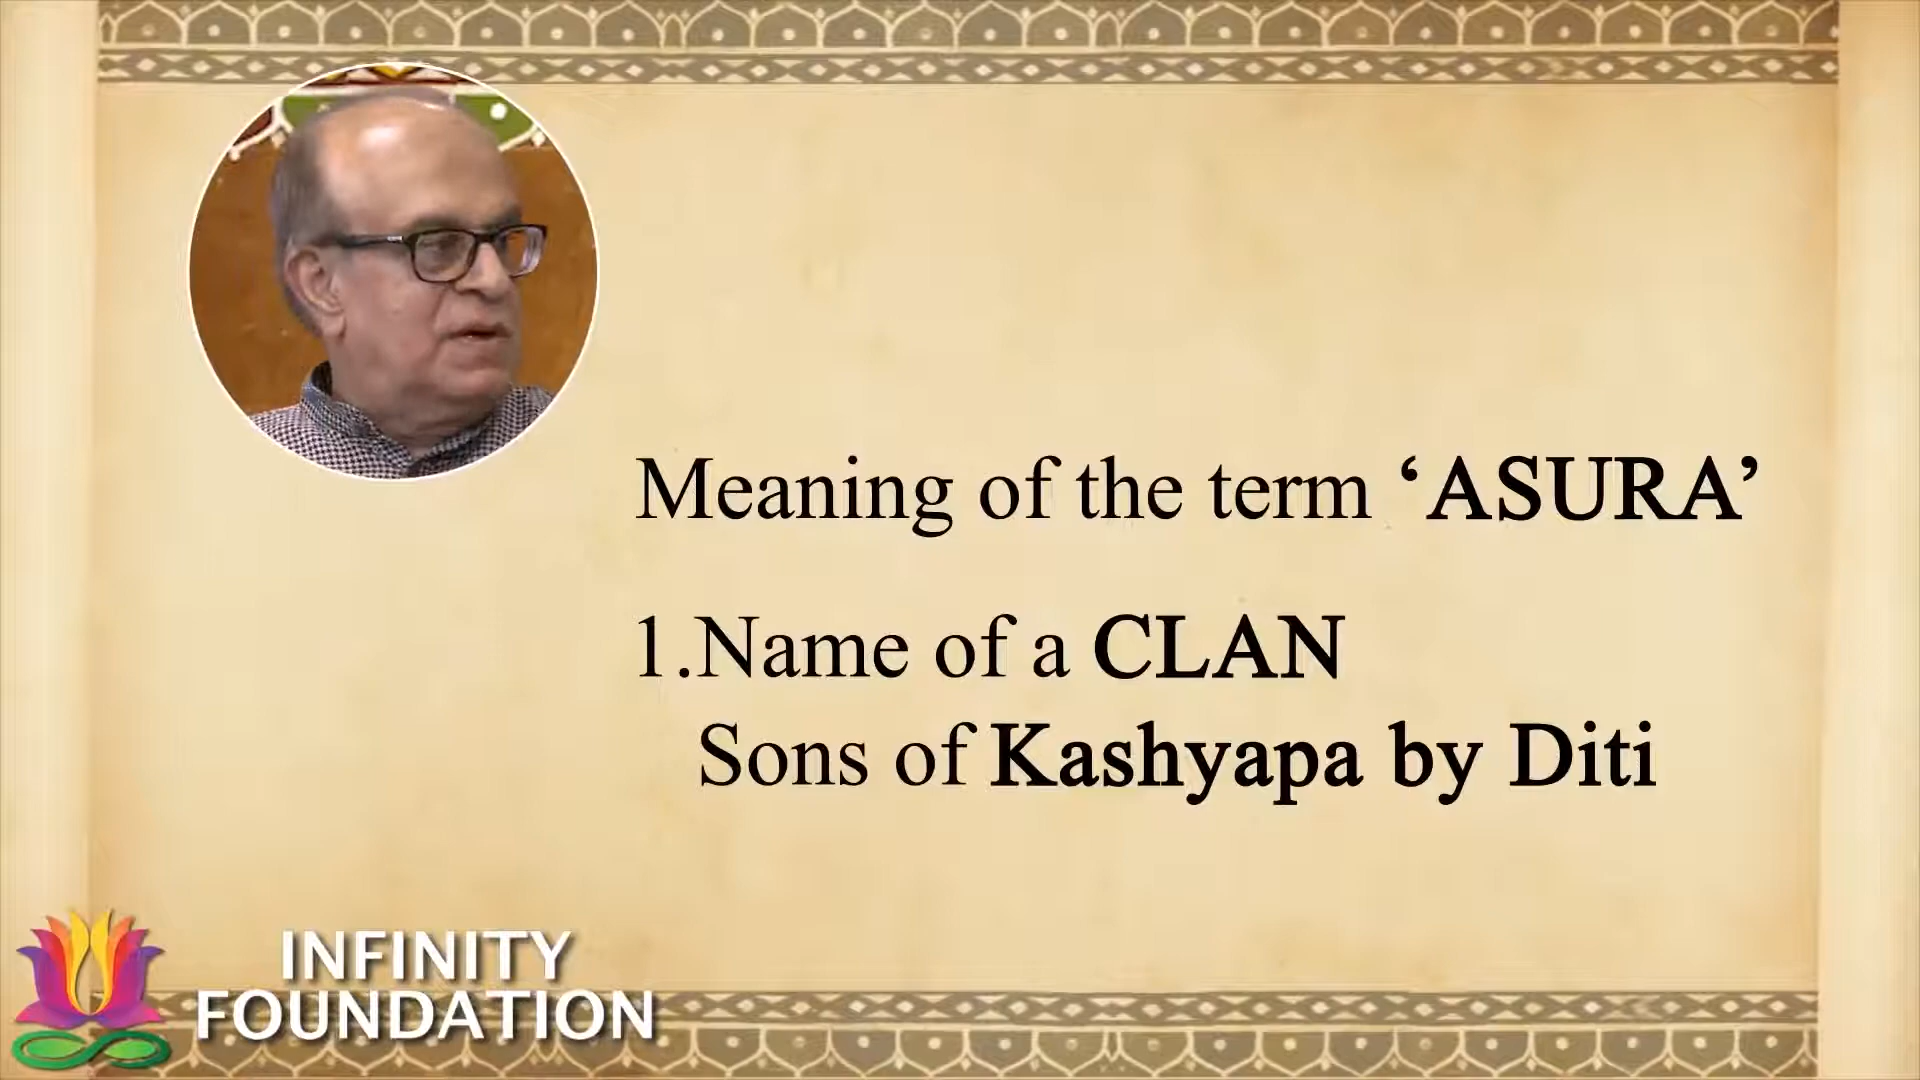 Meaning of the term ‘ASURA’
1.Name of a CLAN
Sons of Kashyapa by Diti
INFINITY
FOUNDATION